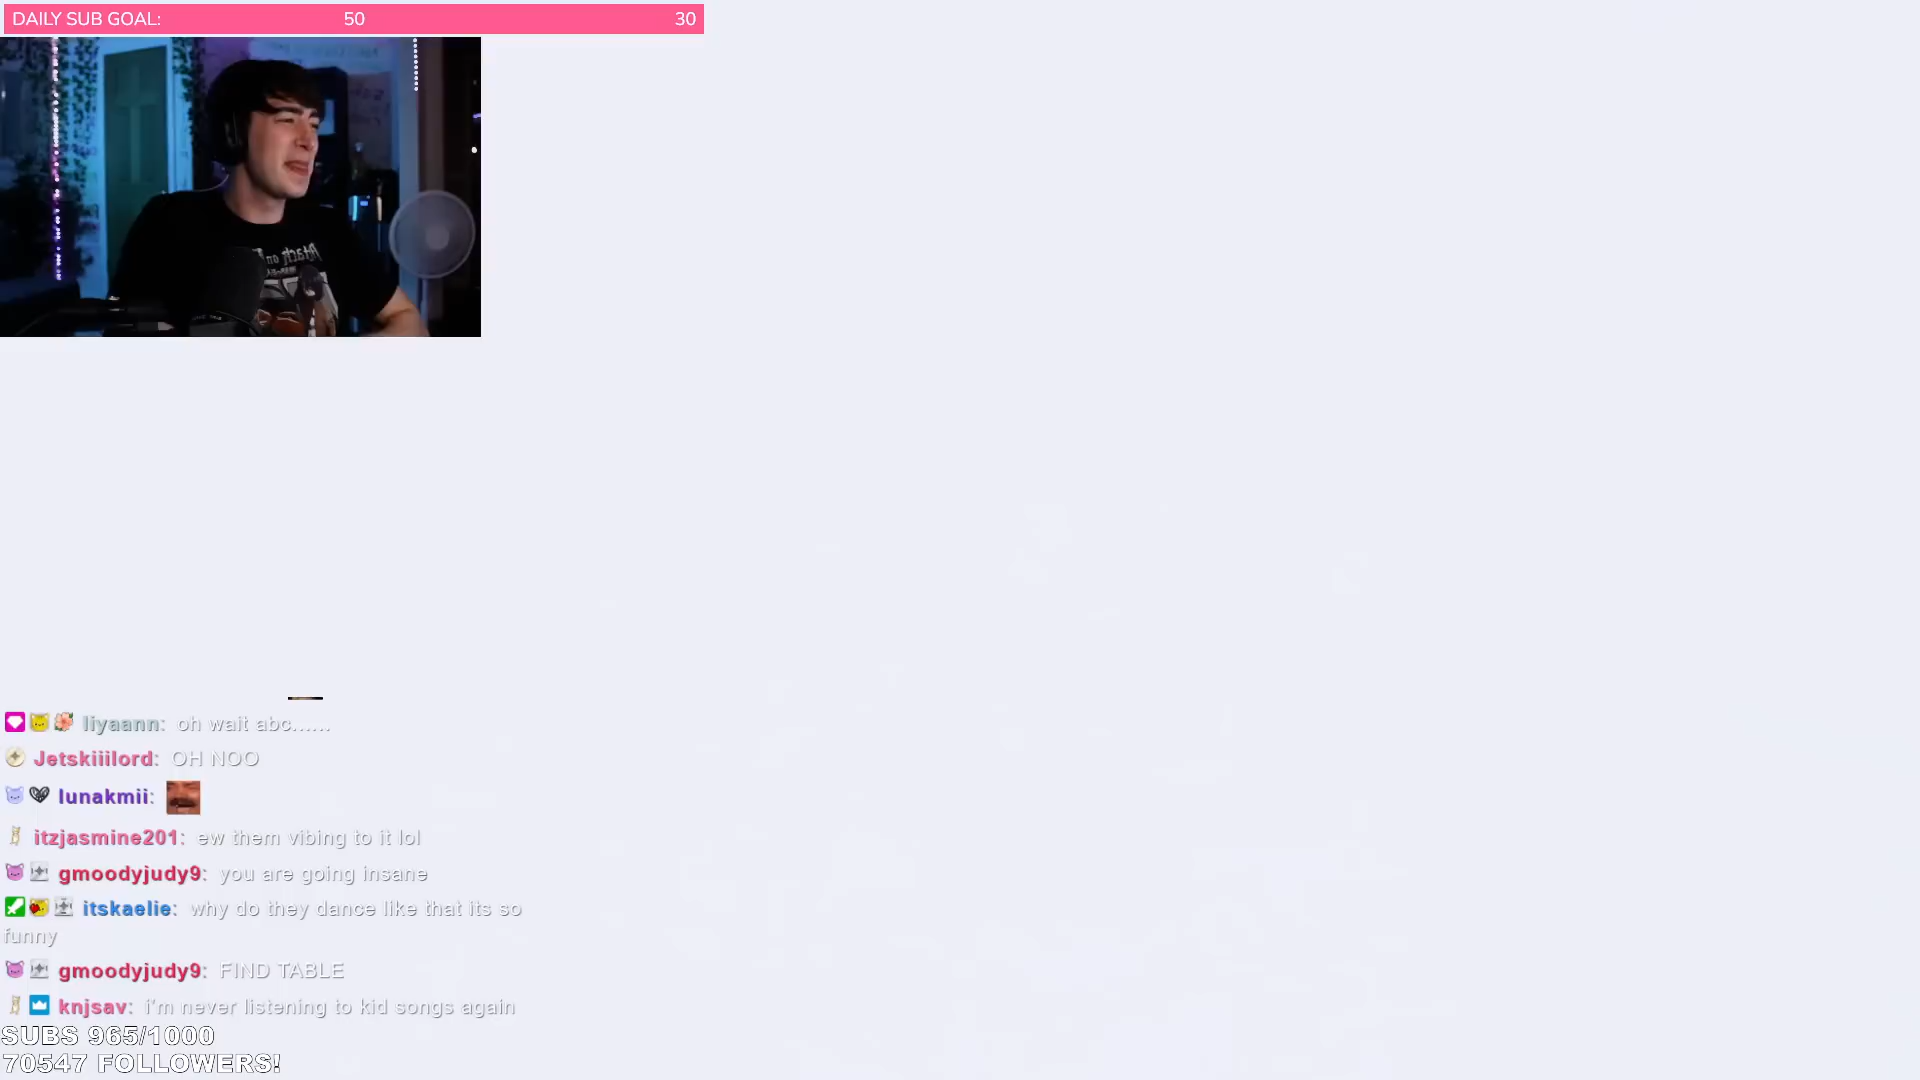 DAILY SUB GOAL: 50 30
liyaann: oh wait abc......
Jetskiiilord: OH NOO
lunakmii:
itzjasmine201: ew them vibing to it lol
gmoodyjudy9: you are going insane
itskaelie: why do they dance like that its so
funny
gmoodyjudy9: FIND TABLE
knjsav: i'm never listening to kid songs again
SUBS 965/1000
70547 FOLLOWERS!